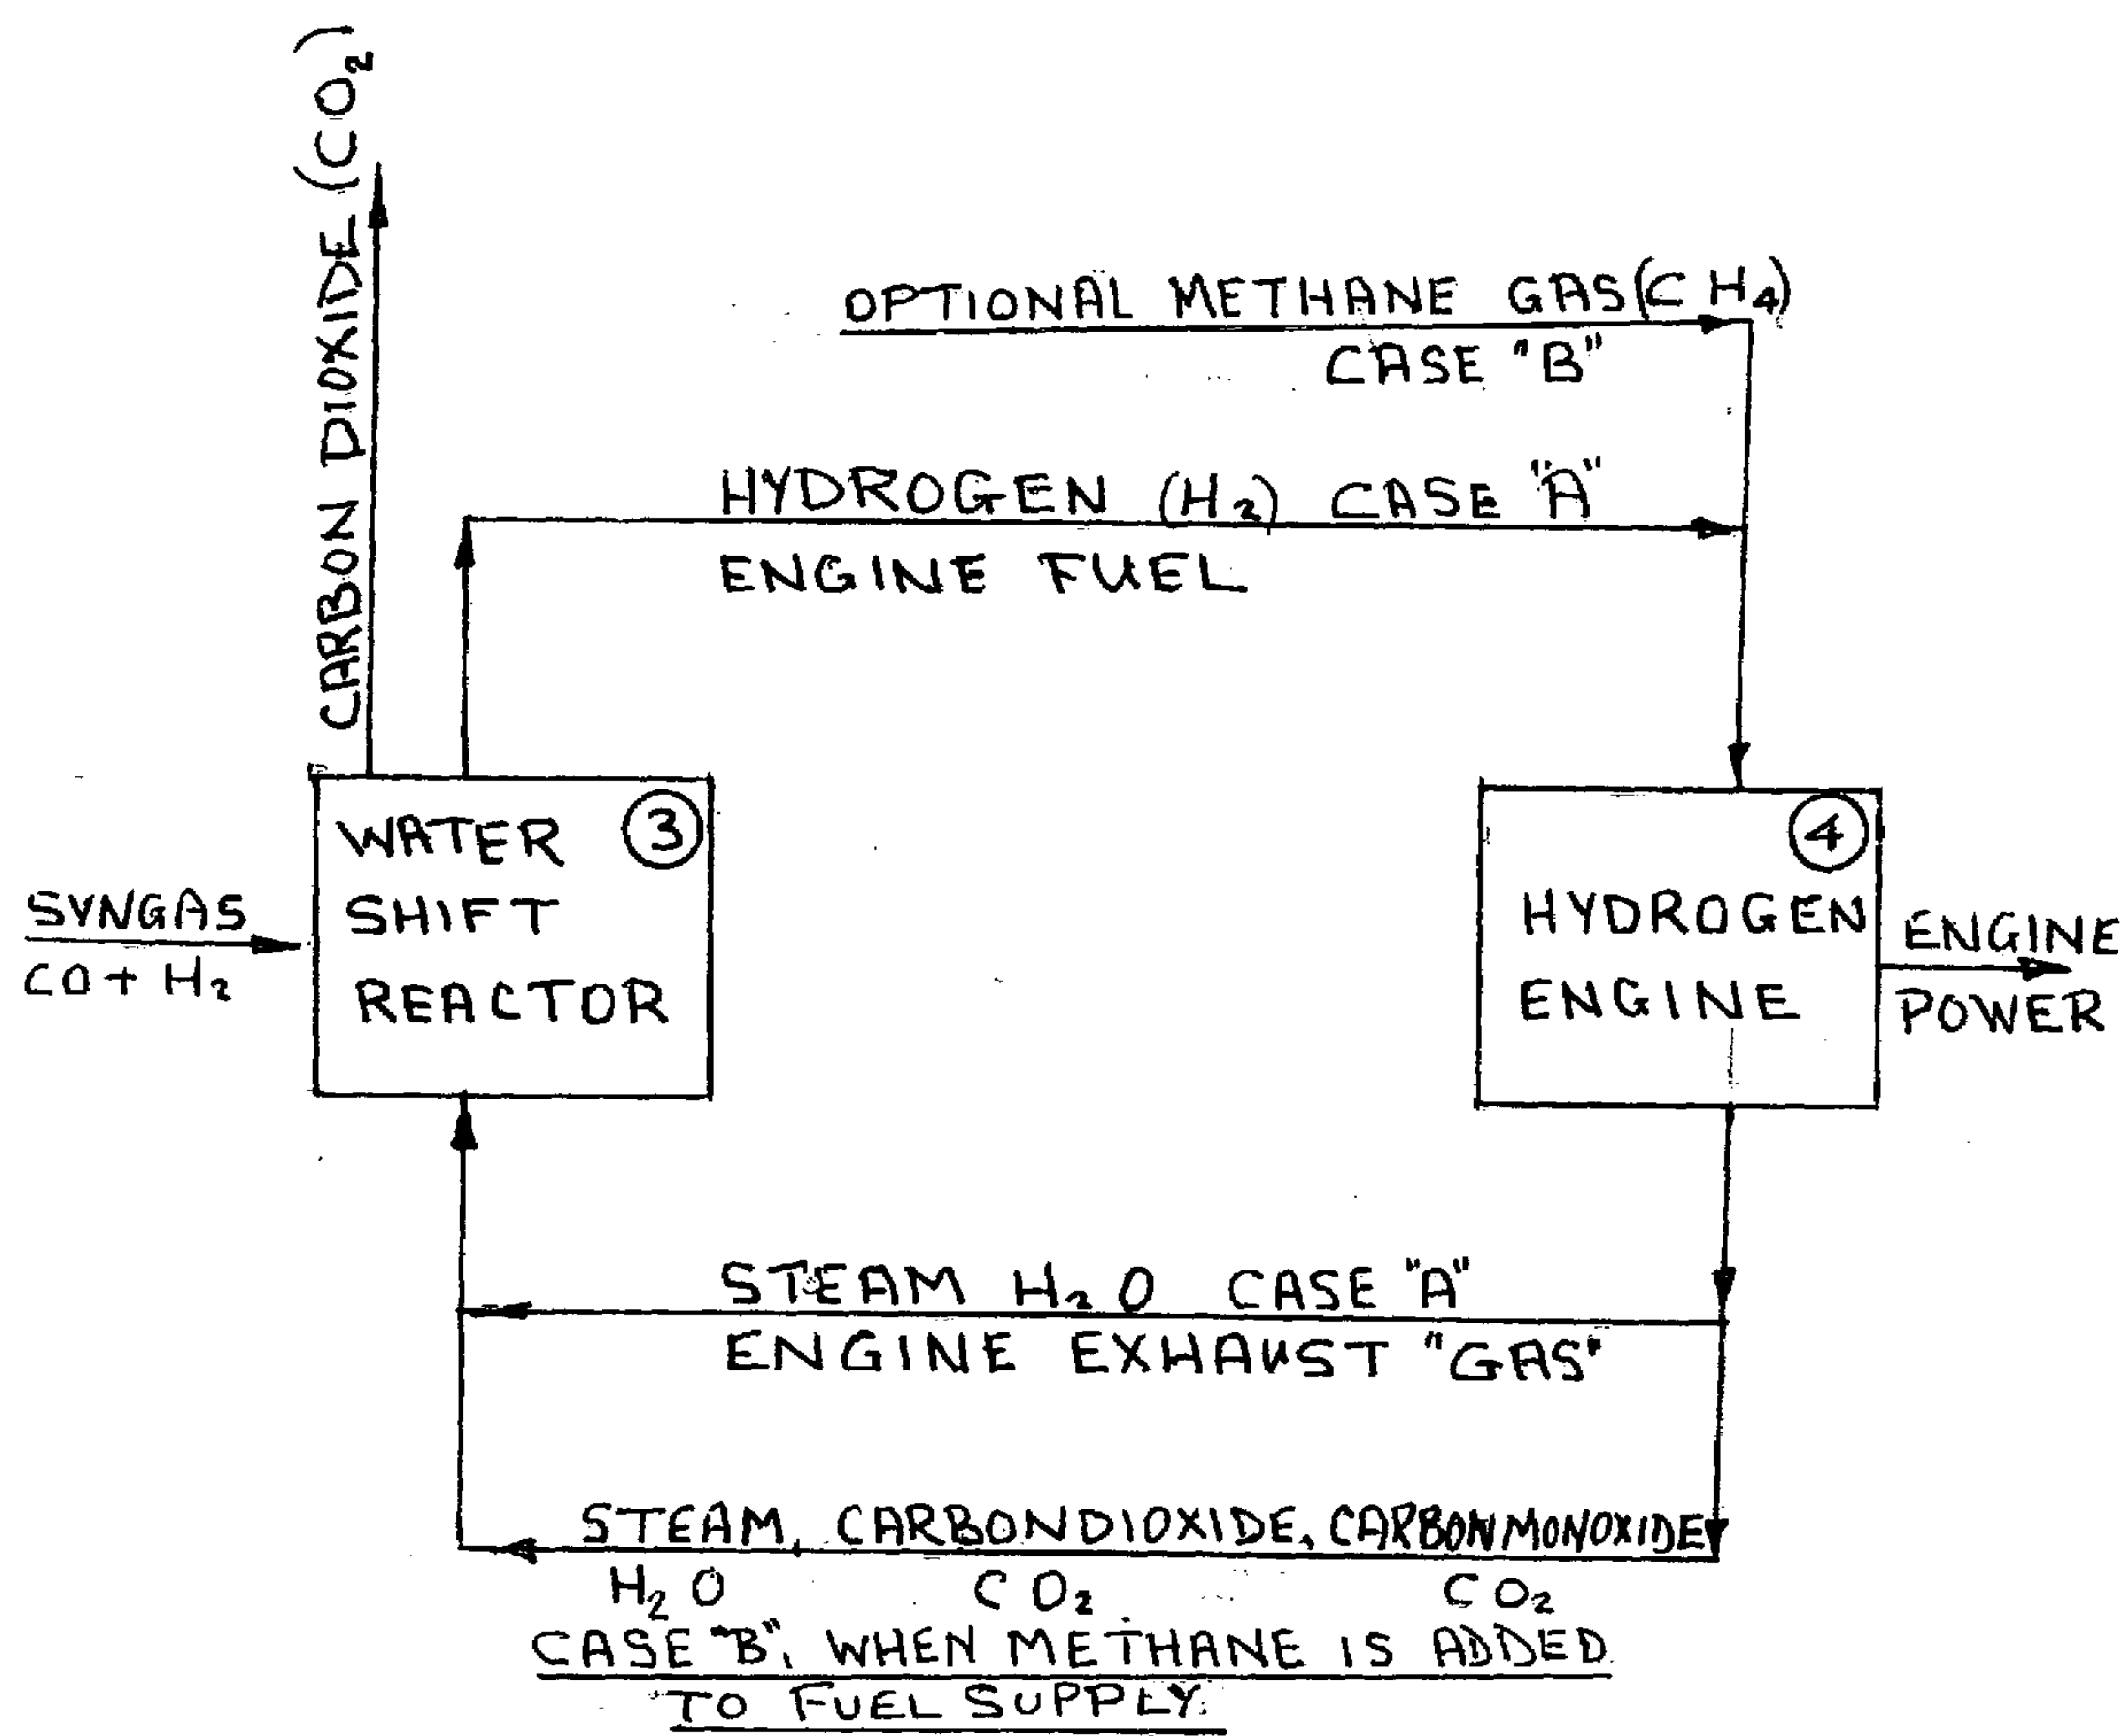 CARBON DIOXIDE (CO₂)
OPTIONAL METHANE GAS (CH₄)
CASE "B"
HYDROGEN (H₂) CASE "A"
ENGINE FUEL
WATER
SHIFT
REACTOR
3
SYNGAS
CO + H₂
4
HYDROGEN
ENGINE
ENGINE
POWER
STEAM H₂O CASE "A"
ENGINE EXHAUST "GAS"
STEAM, CARBONDIOXIDE, CARBONMONOXIDE
H₂O CO₂ CO₂
CASE "B", WHEN METHANE IS ADDED
TO FUEL SUPPLY.